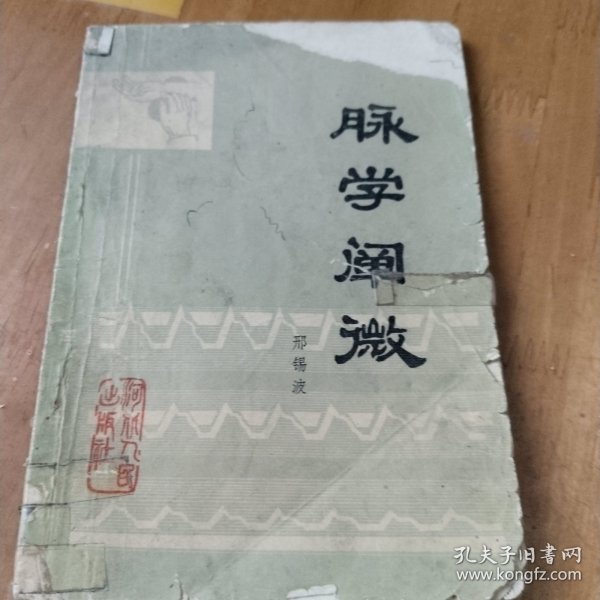 脉学阐微
邢锡波
河北人民
出版社
孔夫子旧书网
www.kongfz.com